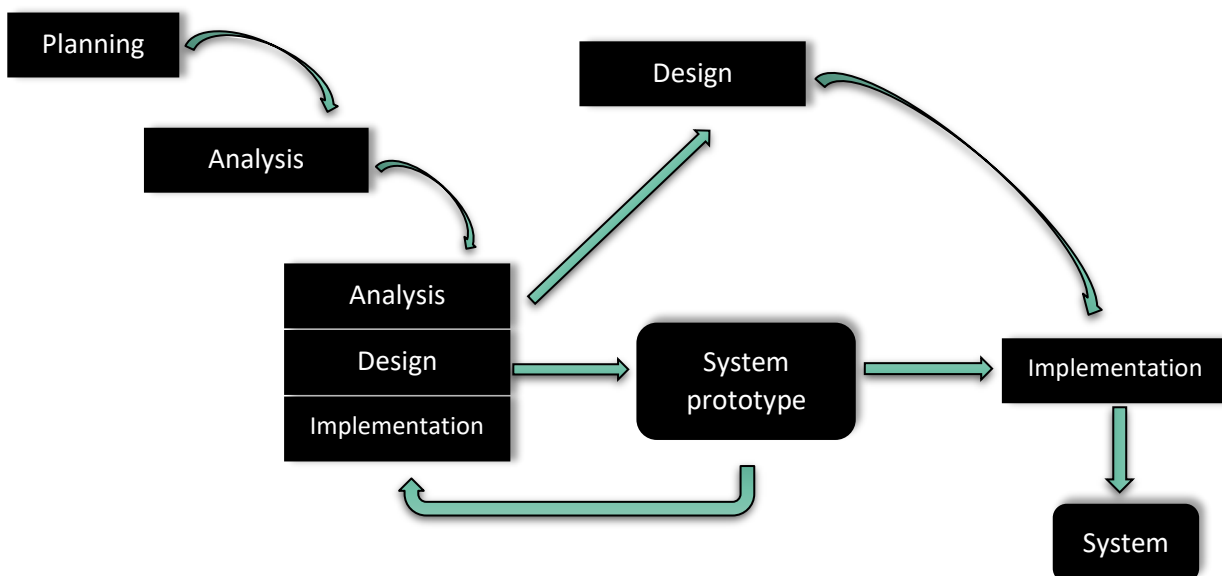 Planning
Analysis
Design
Analysis
Design
Implementation
System
prototype
Implementation
System